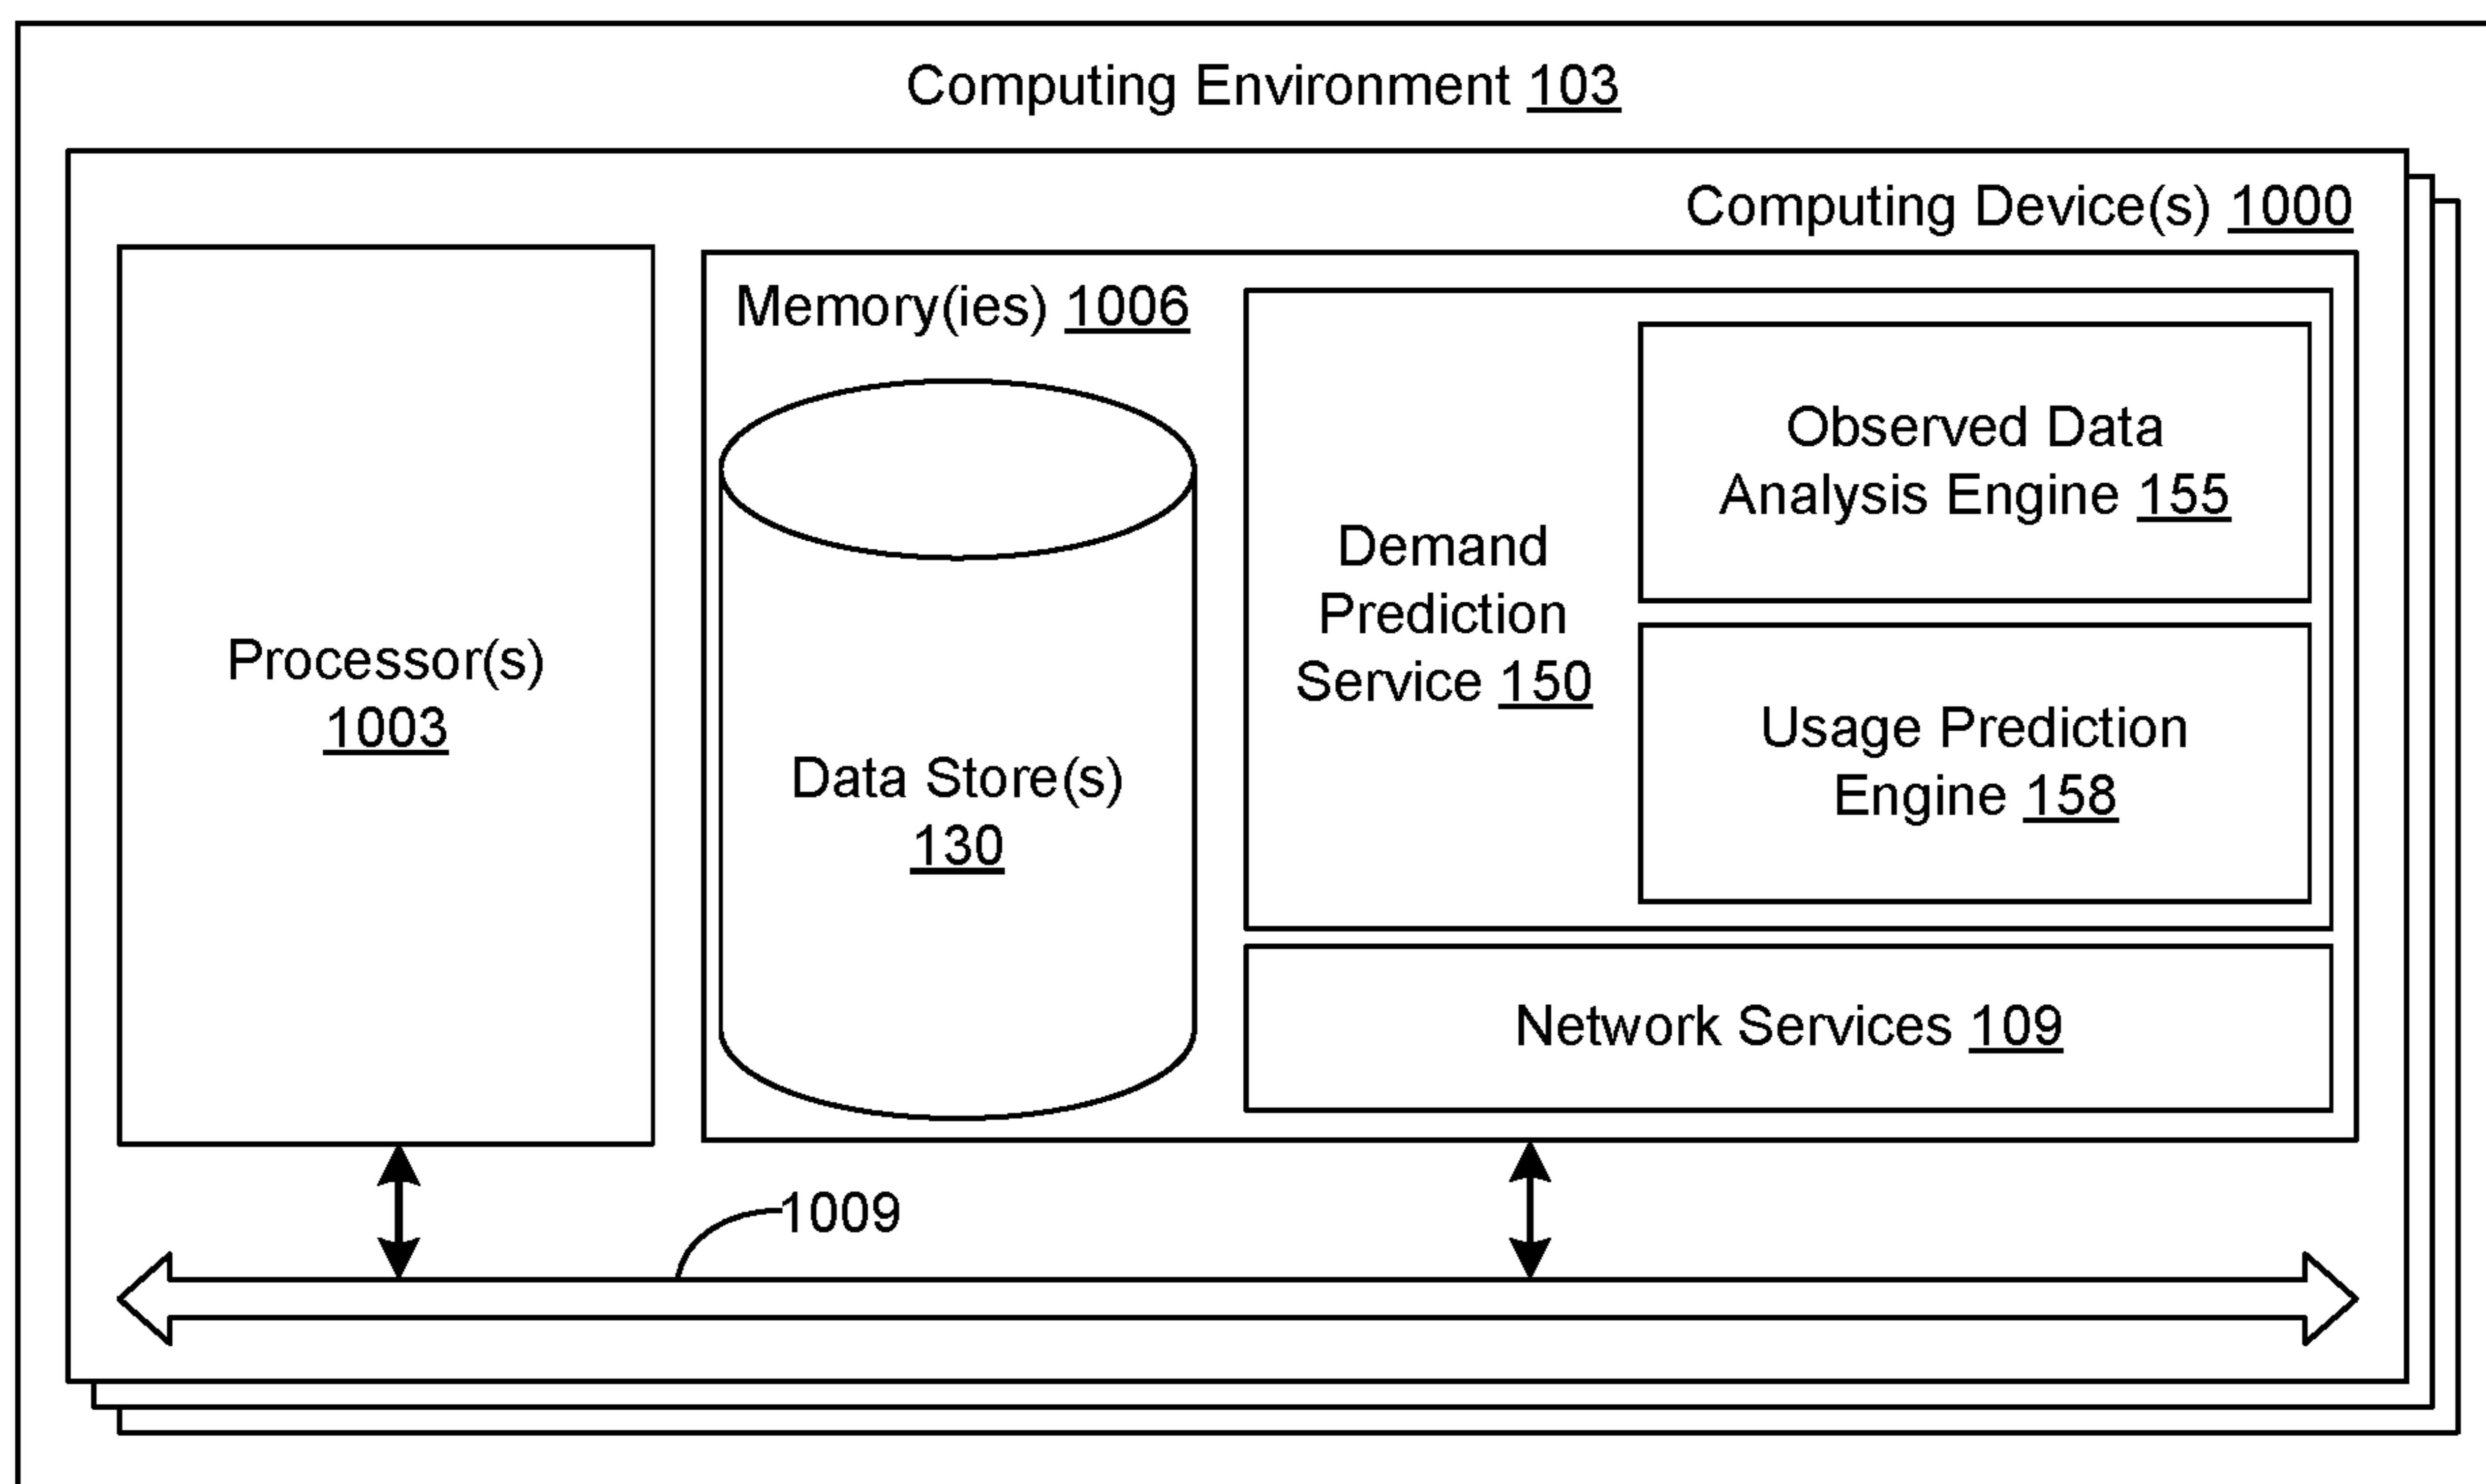 Computing Environment 103
Computing Device(s) 1000
Memory(ies) 1006
Observed Data
Analysis Engine 155
Demand
Prediction
Service 150
Processor(s)
1003
Usage Prediction
Engine 158
Data Store(s)
130
Network Services 109
1009